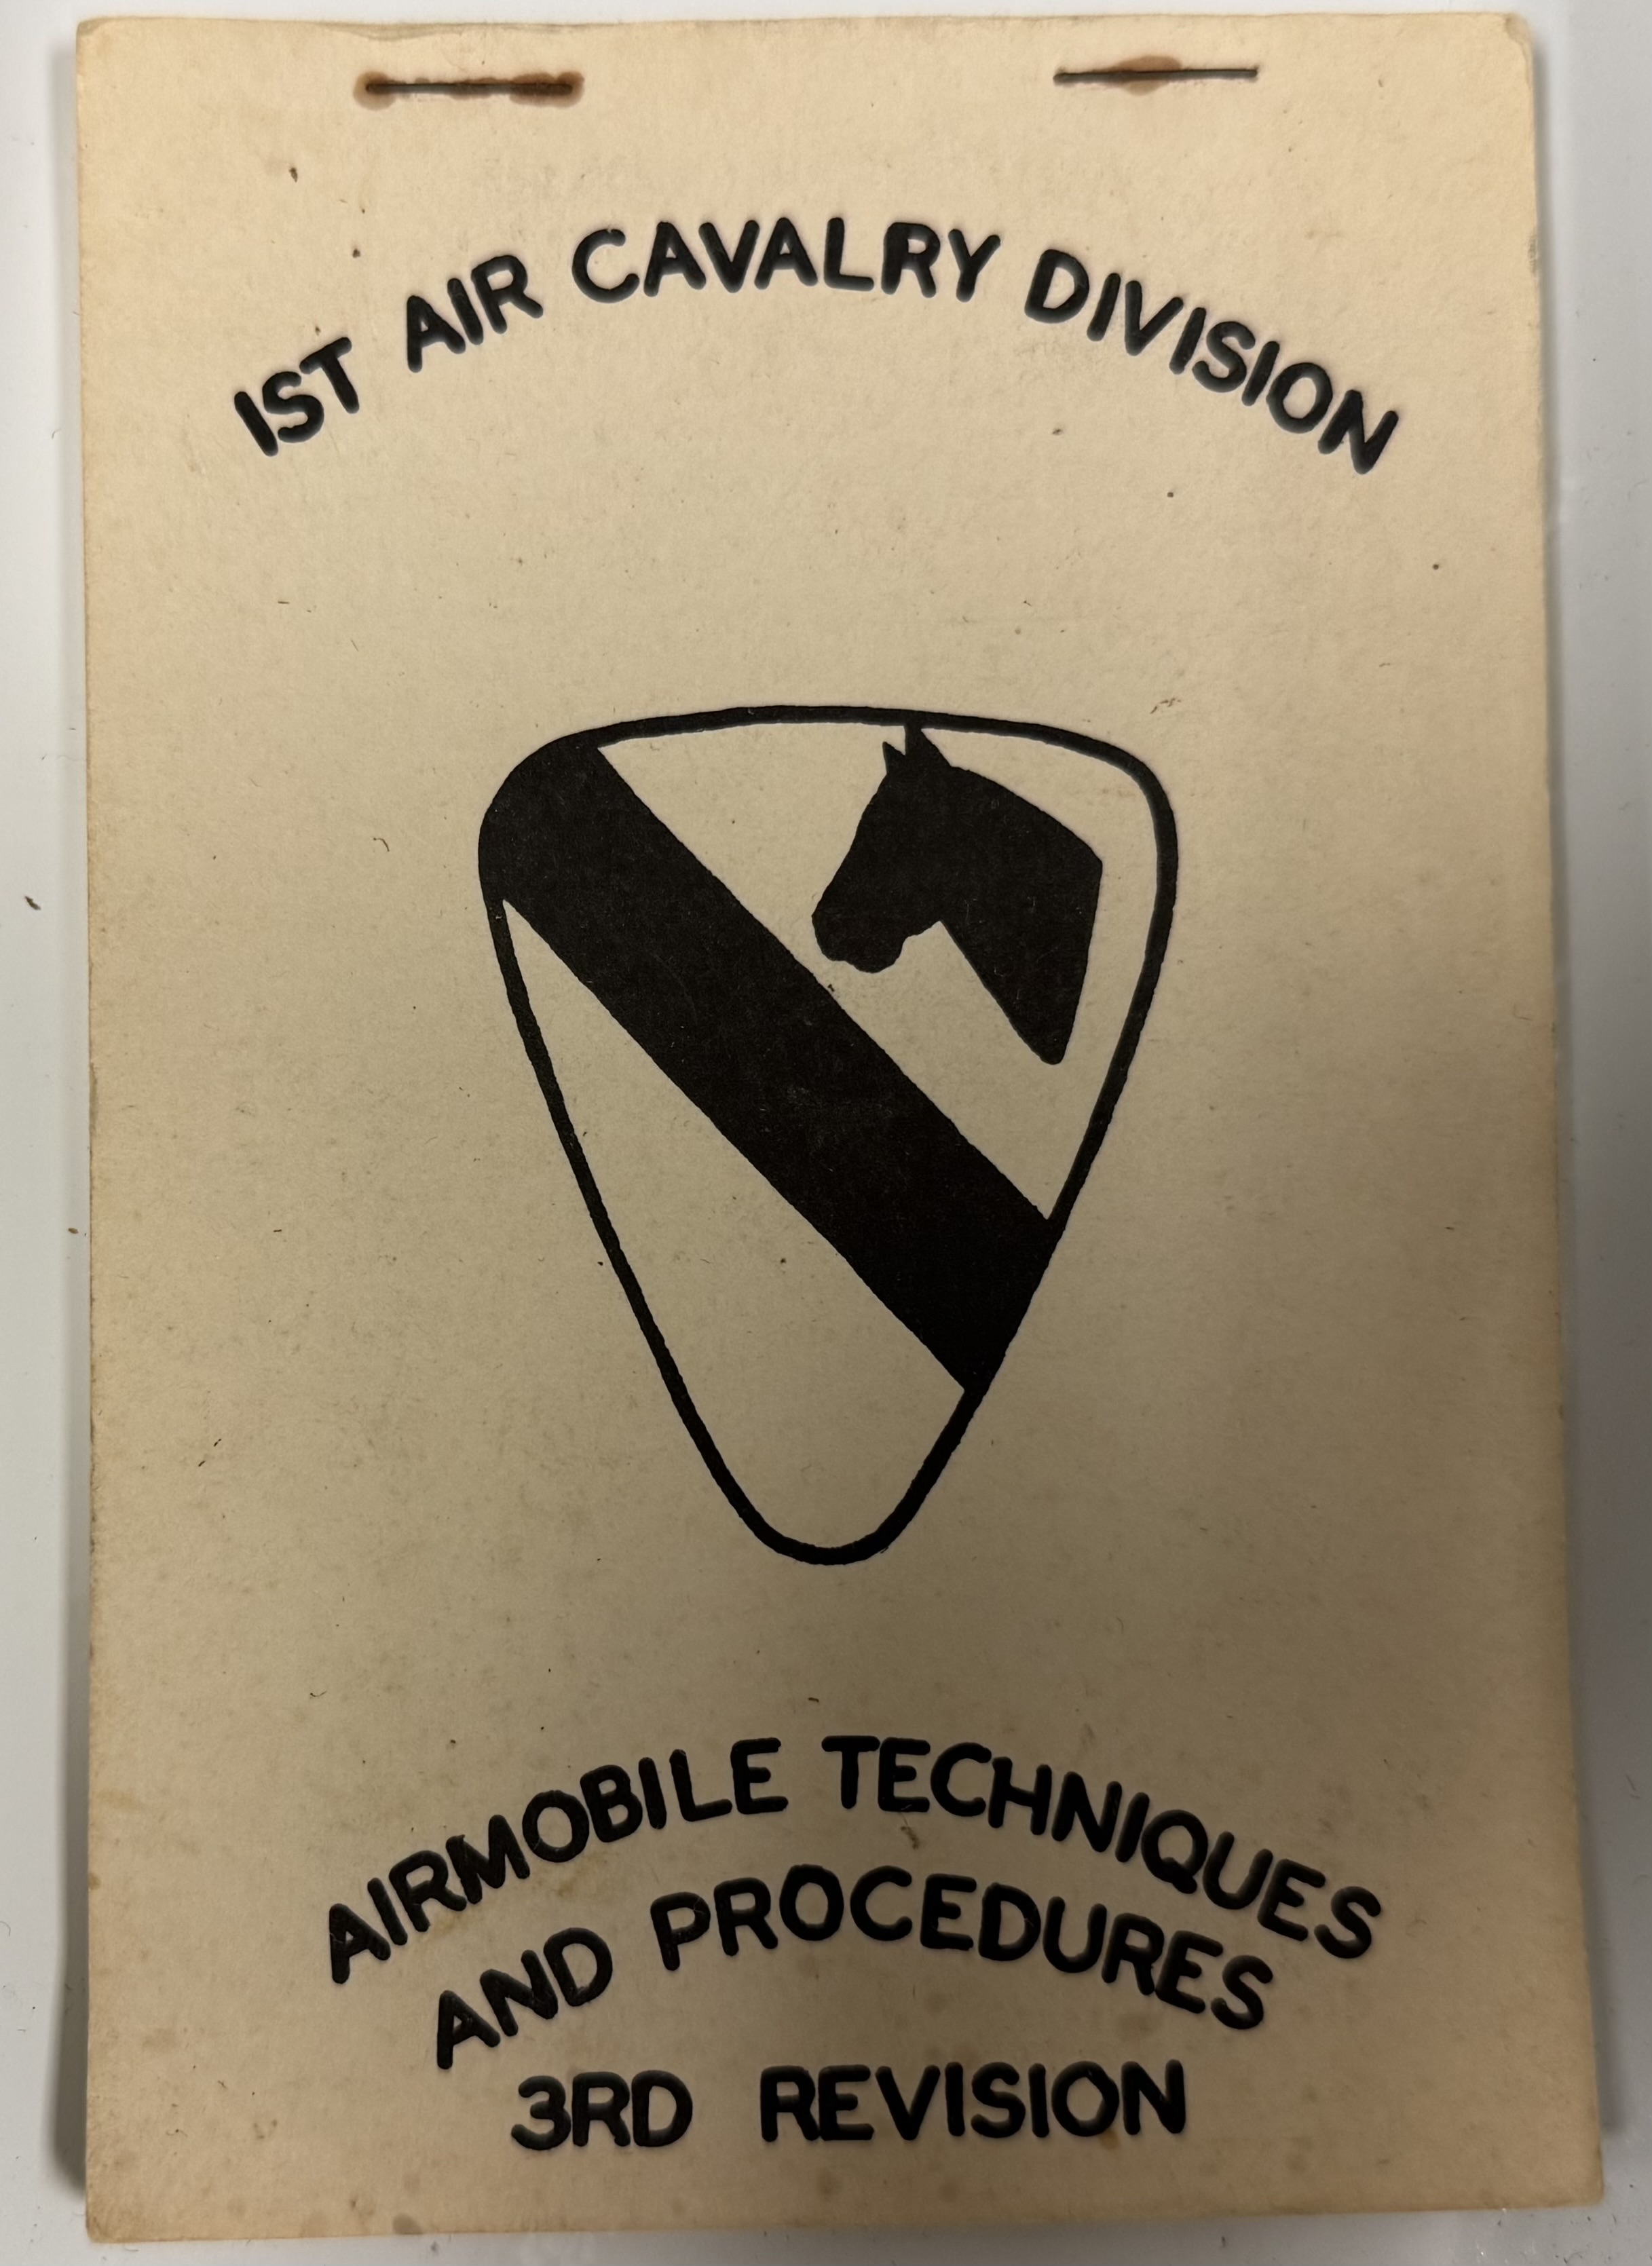 1ST AIR CAVALRY DIVISION
AIRMOBILE TECHNIQUES
AND PROCEDURES
3RD REVISION